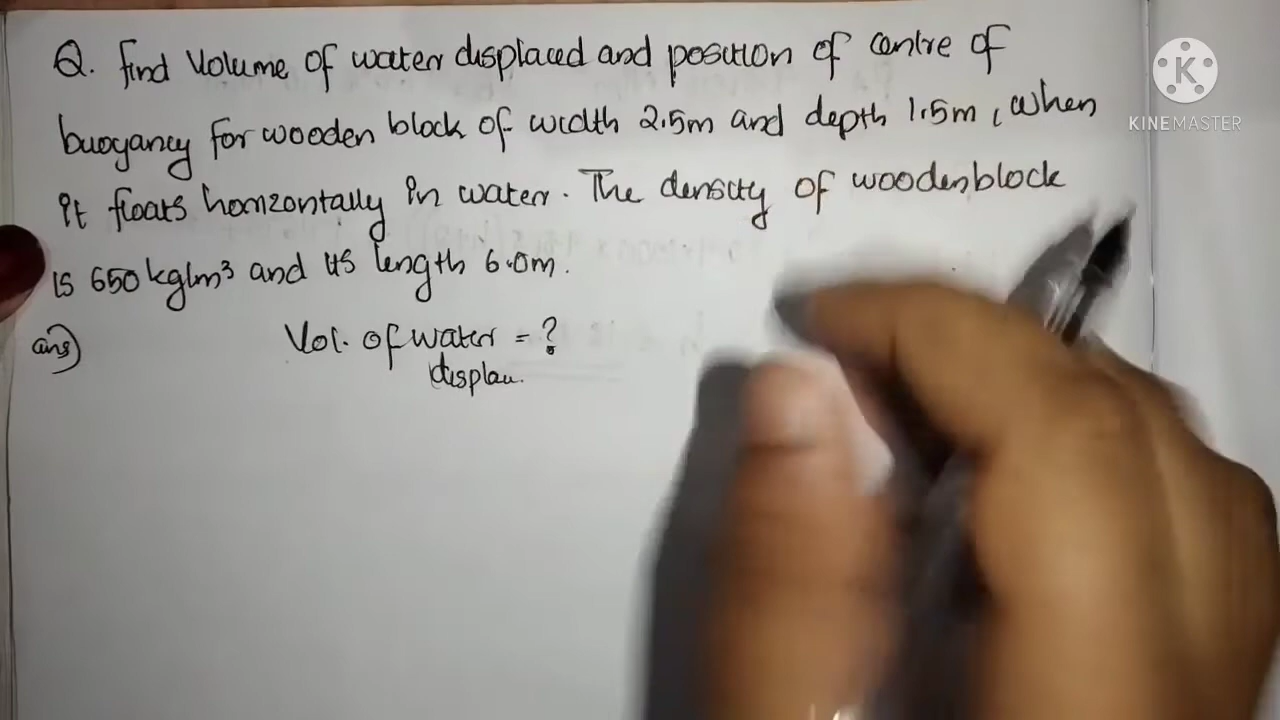 Q. find Volume of water displaced and position of centre of
K
KINEMASTER
buoyancy for wooden block of width 2.5m and depth 1.5m, when
it floats horizontally in water. The density of wooden block
is 650 kg/m³ and its length 6.0m.
ans) Vol. of water = ?
displau.